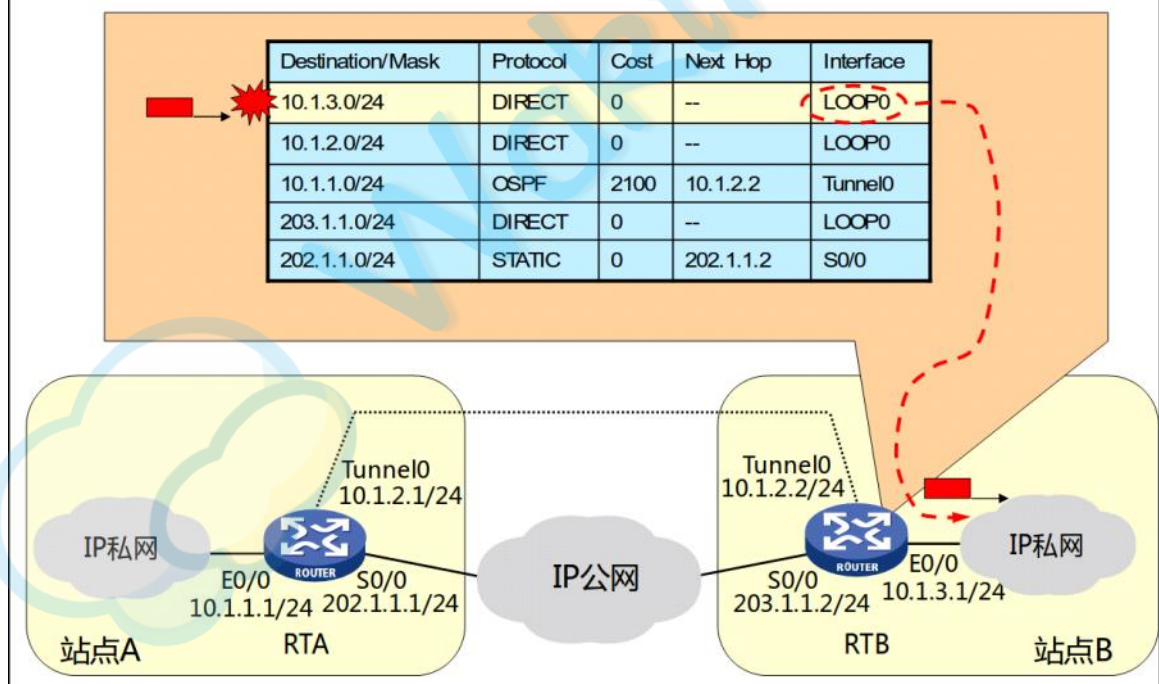 Destination/Mask Protocol Cost Next Hop Interface
10.1.3.0/24 DIRECT 0 -- LOOP0
10.1.2.0/24 DIRECT 0 -- LOOP0
10.1.1.0/24 OSPF 2100 10.1.2.2 Tunnel0
203.1.1.0/24 DIRECT 0 -- LOOP0
202.1.1.0/24 STATIC 0 202.1.1.2 S0/0
Tunnel0
10.1.2.1/24
Tunnel0
10.1.2.2/24
IP私网
ROUTER
E0/0
10.1.1.1/24
S0/0
202.1.1.1/24
IP公网
S0/0
203.1.1.2/24
ROUTER
E0/0
10.1.3.1/24
IP私网
站点A
RTA
RTB
站点B